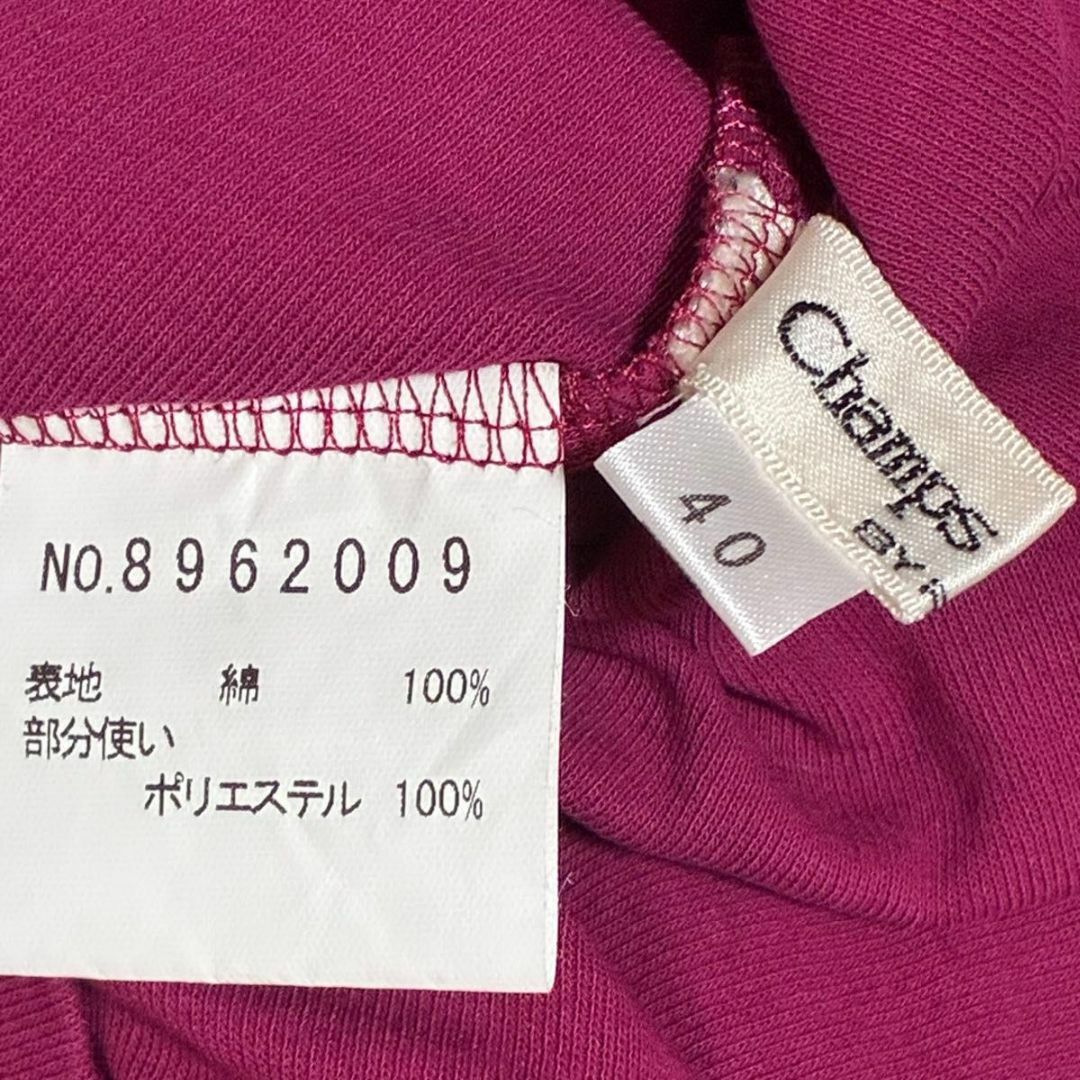 NO.8962009
表地 綿 100%
部分使い
ポリエステル 100%
Champs
BY
40